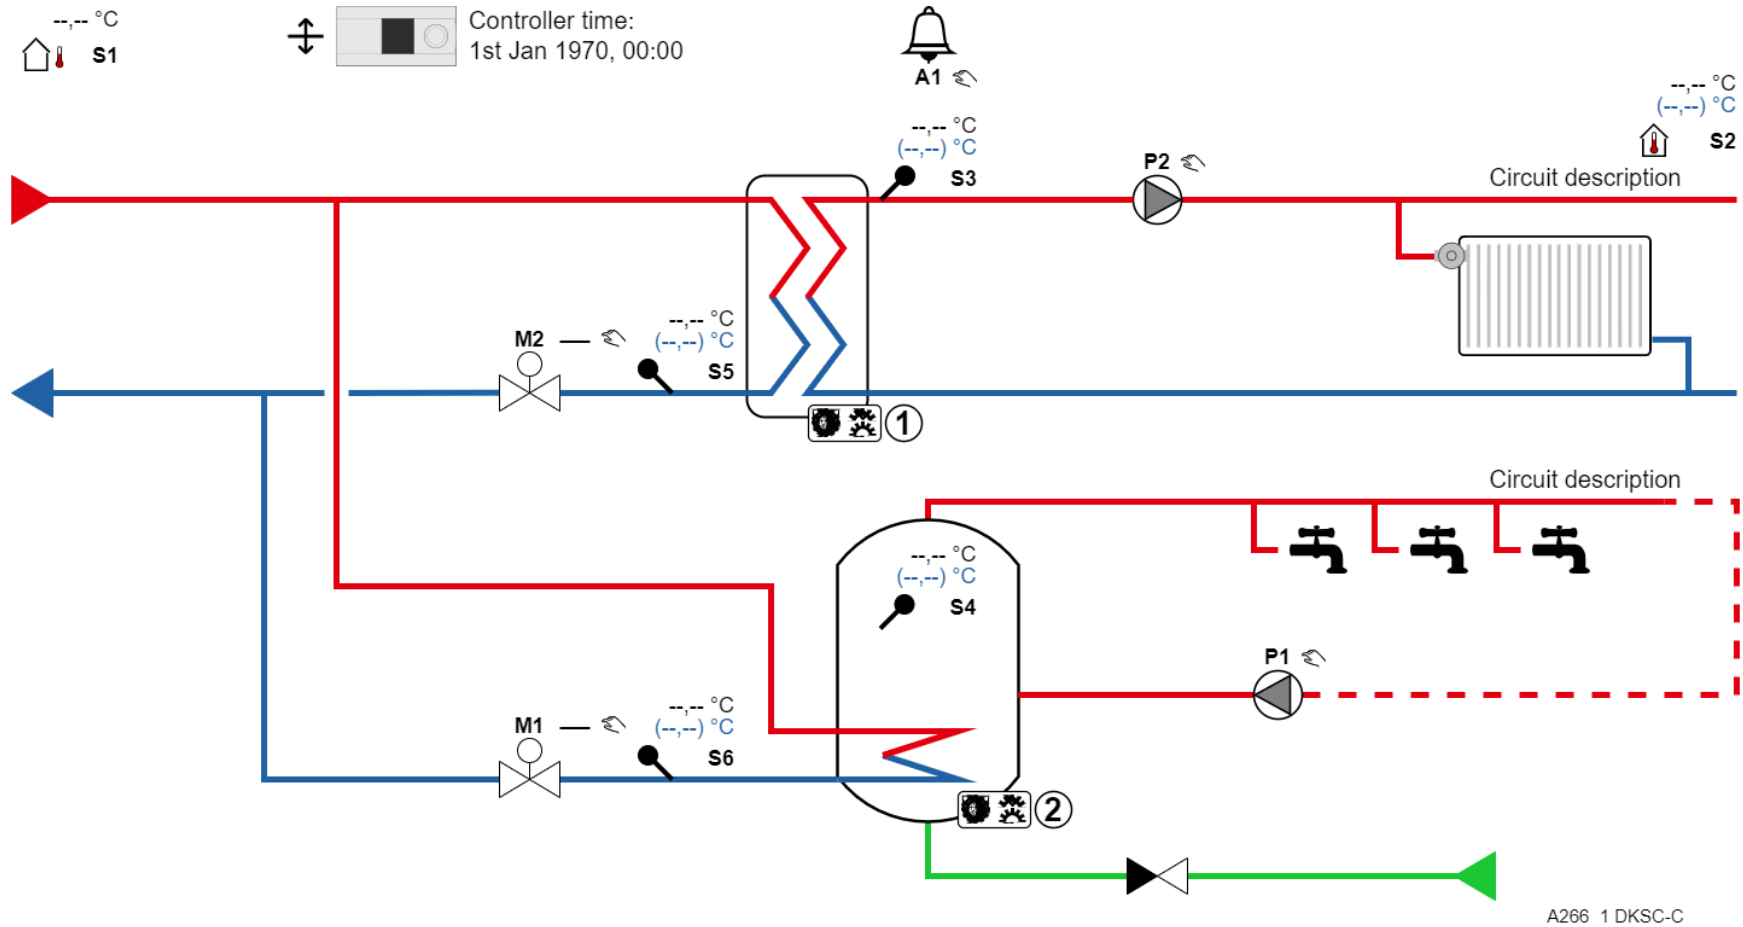 --,-- °C
S1
Controller time:
1st Jan 1970, 00:00
A1
--,-- °C
(--,--) °C
S2
--,-- °C
(--,--) °C
S3
P2
Circuit description
M2
--,-- °C
(--,--) °C
S5
1
Circuit description
--,-- °C
(--,--) °C
S4
P1
M1
--,-- °C
(--,--) °C
S6
2
A266 1 DKSC-C